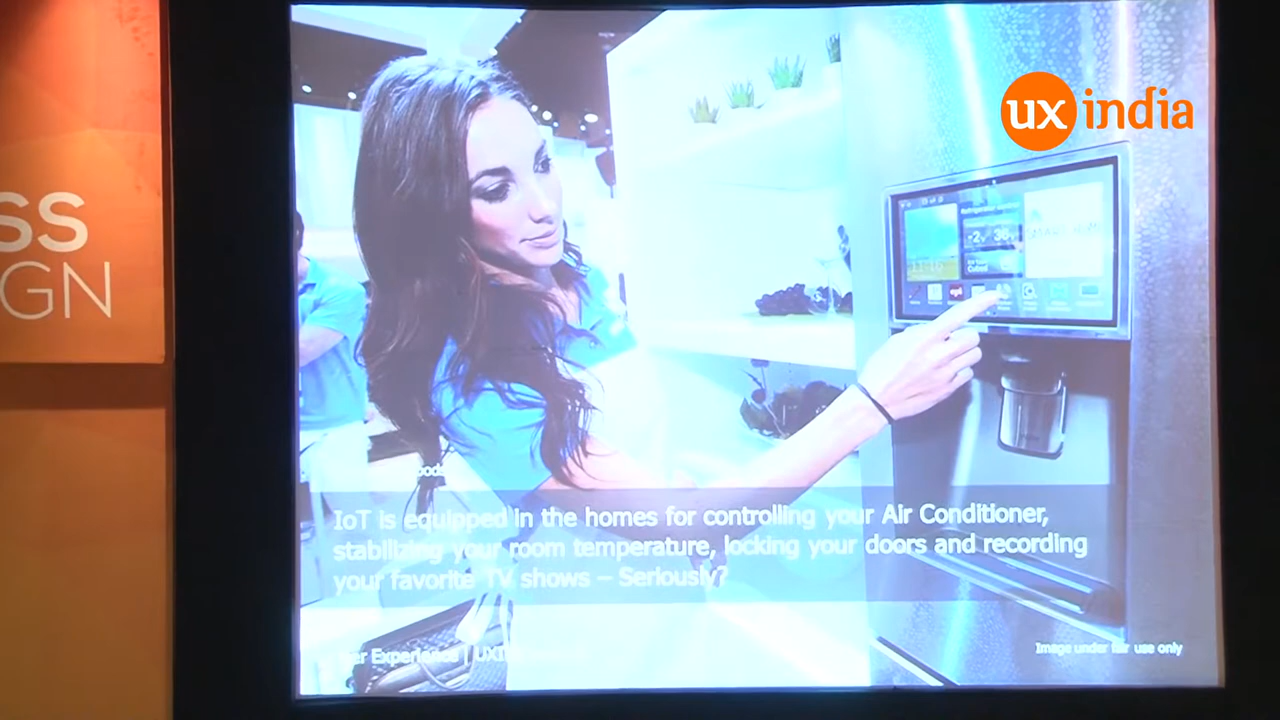 ux india
SS
GN
IoT is equipped in the homes for controlling your Air Conditioner,
stabilizing your room temperature, locking your doors and recording
your favorite TV shows – Seriously?
Experience |
Image under fair use only